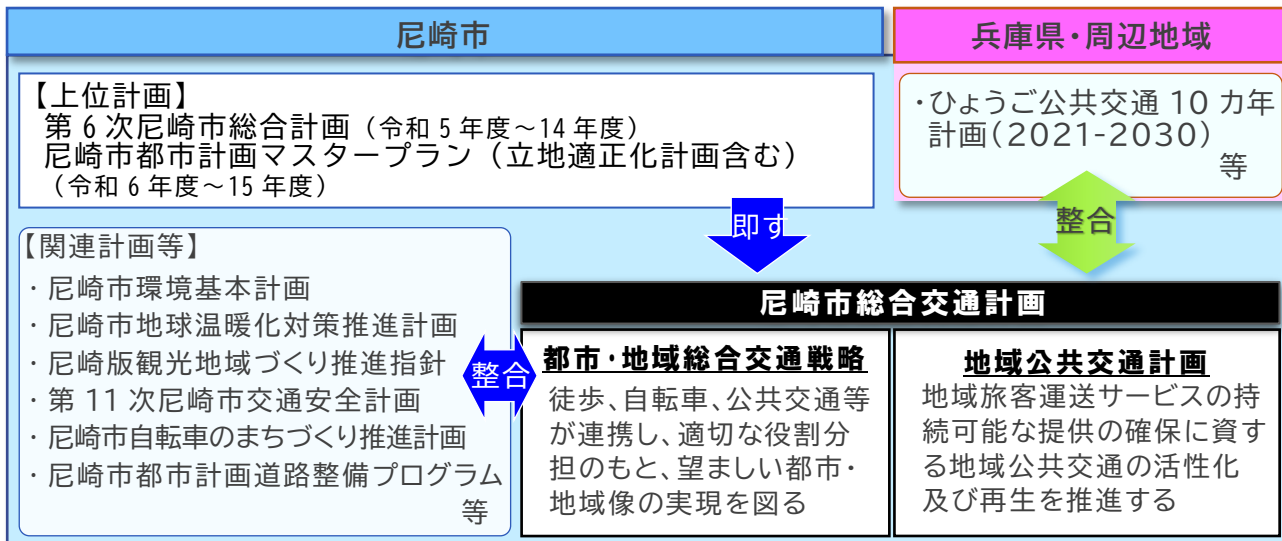 尼崎市
兵庫県・周辺地域
【上位計画】
第6次尼崎市総合計画（令和5年度～14年度）
尼崎市都市計画マスタープラン（立地適正化計画含む）
（令和6年度～15年度）
・ひょうご公共交通10カ年
計画(2021-2030)
等
即す
整合
【関連計画等】
・尼崎市環境基本計画
・尼崎市地球温暖化対策推進計画
・尼崎版観光地域づくり推進指針
・第11次尼崎市交通安全計画
・尼崎市自転車のまちづくり推進計画
・尼崎市都市計画道路整備プログラム
等
整合
尼崎市総合交通計画
都市・地域総合交通戦略
徒歩、自転車、公共交通等
が連携し、適切な役割分
担のもと、望ましい都市・
地域像の実現を図る
地域公共交通計画
地域旅客運送サービスの持
続可能な提供の確保に資す
る地域公共交通の活性化
及び再生を推進する